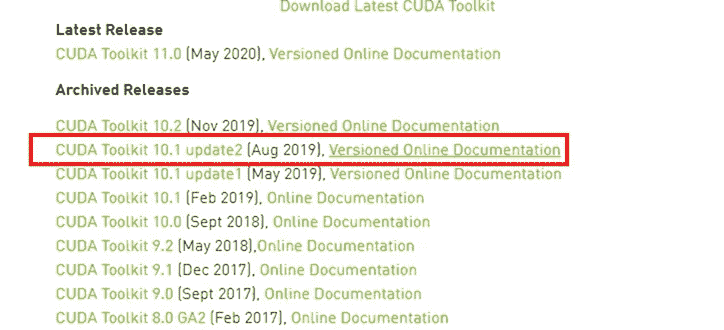 Download Latest CUDA Toolkit
Latest Release
CUDA Toolkit 11.0 (May 2020), Versioned Online Documentation
Archived Releases
CUDA Toolkit 10.2 (Nov 2019), Versioned Online Documentation
CUDA Toolkit 10.1 update2 (Aug 2019), Versioned Online Documentation
CUDA Toolkit 10.1 update1 (May 2019), Versioned Online Documentation
CUDA Toolkit 10.1 (Feb 2019), Online Documentation
CUDA Toolkit 10.0 (Sept 2018), Online Documentation
CUDA Toolkit 9.2 (May 2018),Online Documentation
CUDA Toolkit 9.1 (Dec 2017), Online Documentation
CUDA Toolkit 9.0 (Sept 2017), Online Documentation
CUDA Toolkit 8.0 GA2 (Feb 2017), Online Documentation